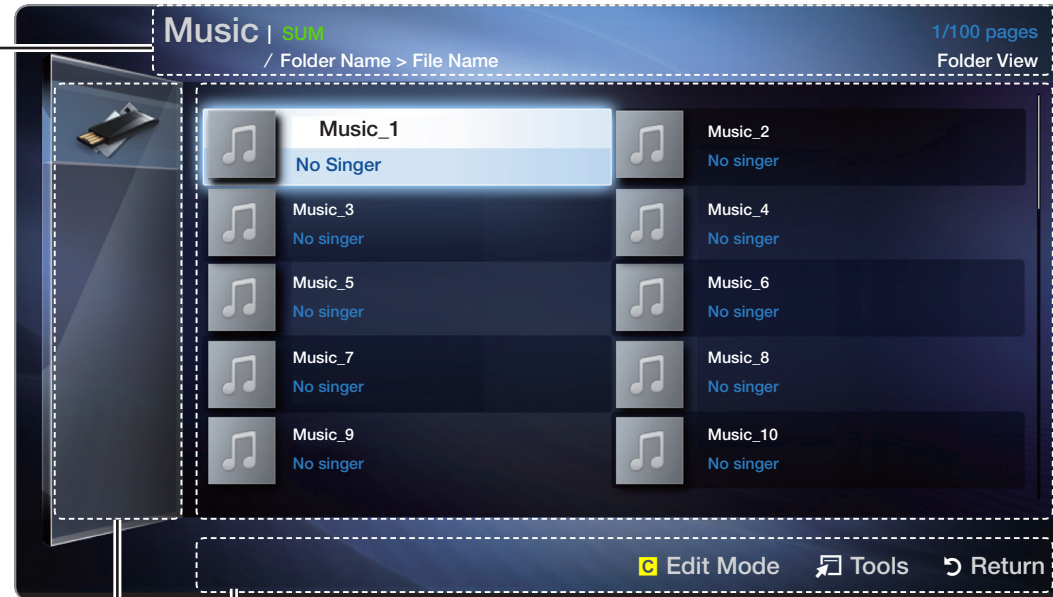 Music | SUM
1/100 pages
/ Folder Name > File Name
Folder View
Music_1
No Singer
Music_2
No singer
Music_3
No singer
Music_4
No singer
Music_5
No singer
Music_6
No singer
Music_7
No singer
Music_8
No singer
Music_9
No singer
Music_10
No singer
C Edit Mode Tools Return